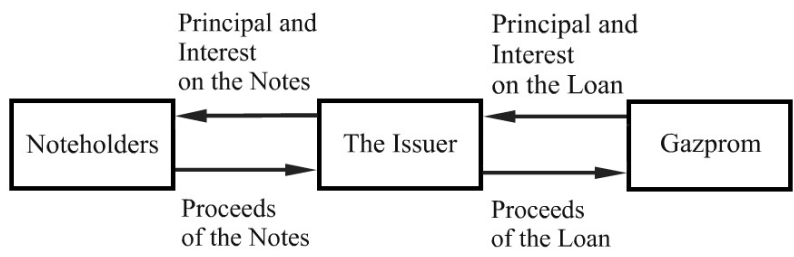 Principal and
Interest
on the Notes
Principal and
Interest
on the Loan
Noteholders
The Issuer
Gazprom
Proceeds
of the Notes
Proceeds
of the Loan